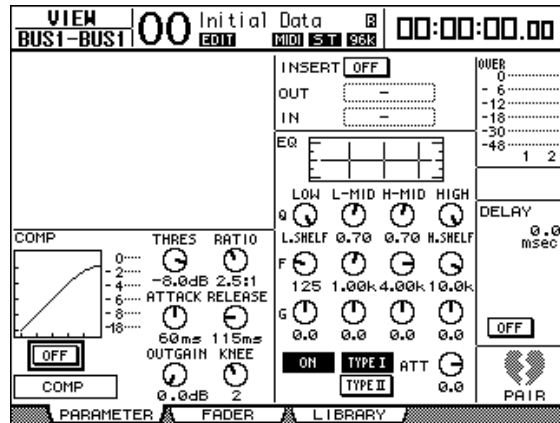 VIEW
BUS1-BUS1
00
Initial Data
EDIT
MIDI S.T 96k
00:00:00.00
INSERT OFF
OUT -
IN -
OVER
0
- 6
-12
-18
-30
-48
1 2
EQ
LOW L-MID H-MID HIGH
Q
L.SHELF 0.70 0.70 H.SHELF
F
125 1.00k 4.00k 10.0k
G
0.0 0.0 0.0 0.0
ON TYPE I ATT
TYPE II 0.0
DELAY
0.0
msec
OFF
PAIR
COMP
0
- 2
- 4
- 6
- 8
-18
THRES RATIO
-8.0dB 2.5:1
ATTACK RELEASE
60ms 115ms
OUTGAIN KNEE
0.0dB 2
OFF
COMP
PARAMETER FADER LIBRARY